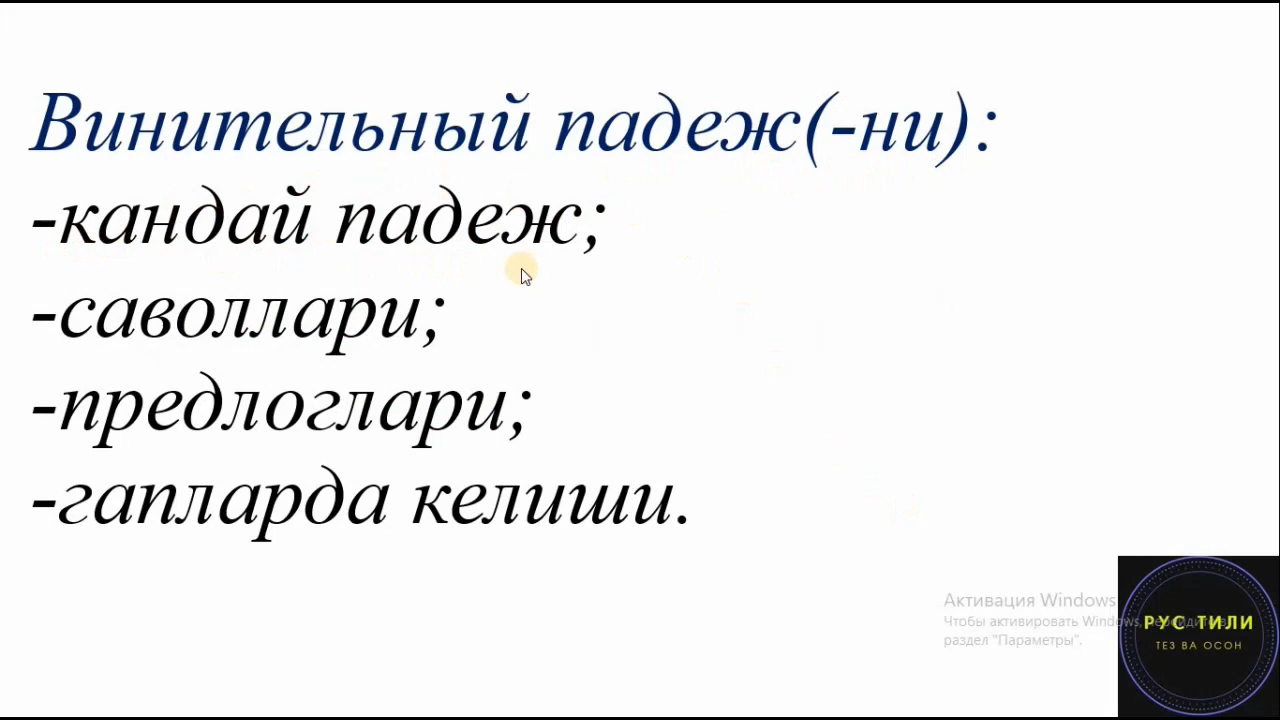 Винительный падеж(-ни):
-кандай падеж;
-саволлари;
-предлоглари;
-гапларда келиши.
Активация Windows
Чтобы активировать Windows,
раздел "Параметры".
РУС ТИЛИ
ТЕЗ ВА ОСОН